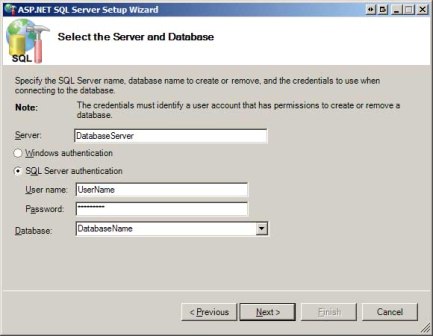 ASP.NET SQL Server Setup Wizard
SQL
Select the Server and Database
Specify the SQL Server name, database name to create or remove, and the credentials to use when
connecting to the database.
Note: The credentials must identify a user account that has permissions to create or remove a
database.
Server: DatabaseServer
Windows authentication
SQL Server authentication
User name: UserName
Password: •••••••••
Database: DatabaseName
< Previous Next > Finish Cancel